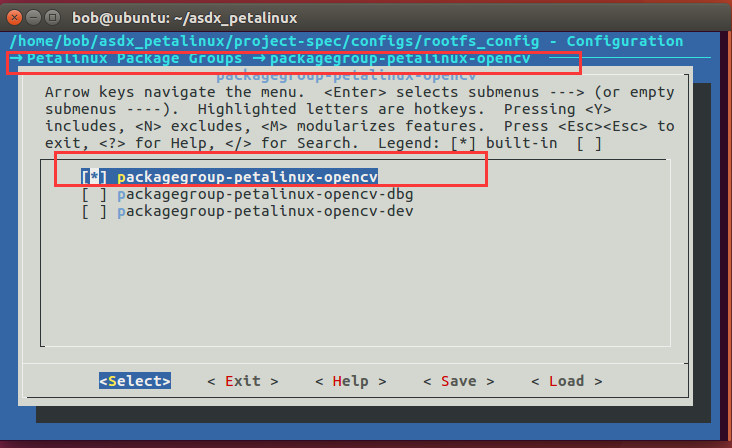 bob@ubuntu: ~/asdx_petalinux
/home/bob/asdx_petalinux/project-spec/configs/rootfs_config - Configuration
→ Petalinux Package Groups → packagegroup-petalinux-opencv
packagegroup-petalinux-opencv
Arrow keys navigate the menu. <Enter> selects submenus ---> (or empty
submenus ----). Highlighted letters are hotkeys. Pressing <Y>
includes, <N> excludes, <M> modularizes features. Press <Esc><Esc> to
exit, <?> for Help, </> for Search. Legend: [*] built-in [ ]
[*] packagegroup-petalinux-opencv
[ ] packagegroup-petalinux-opencv-dbg
[ ] packagegroup-petalinux-opencv-dev
<Select> < Exit > < Help > < Save > < Load >